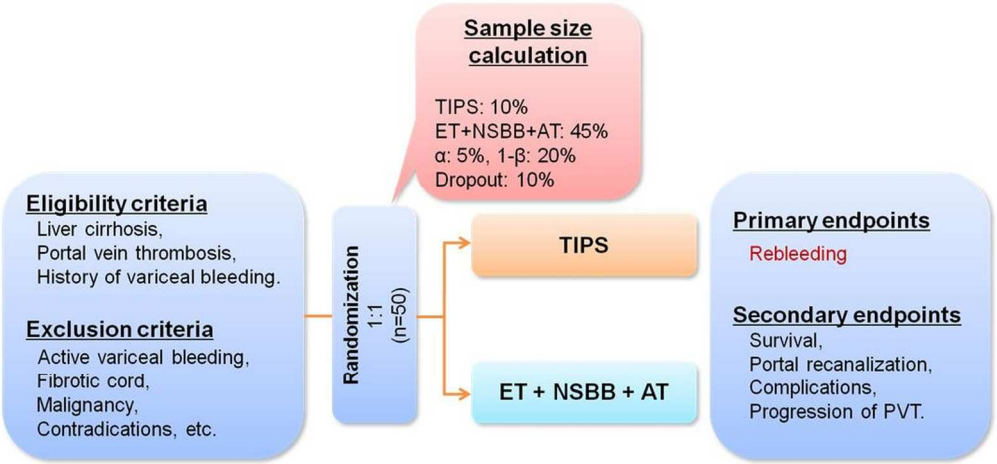 Sample size
calculation
TIPS: 10%
ET+NSBB+AT: 45%
α: 5%, 1-β: 20%
Dropout: 10%
Eligibility criteria
Liver cirrhosis,
Portal vein thrombosis,
History of variceal bleeding.
Exclusion criteria
Active variceal bleeding,
Fibrotic cord,
Malignancy,
Contradications, etc.
Randomization
1:1
(n=50)
TIPS
ET + NSBB + AT
Primary endpoints
Rebleeding
Secondary endpoints
Survival,
Portal recanalization,
Complications,
Progression of PVT.